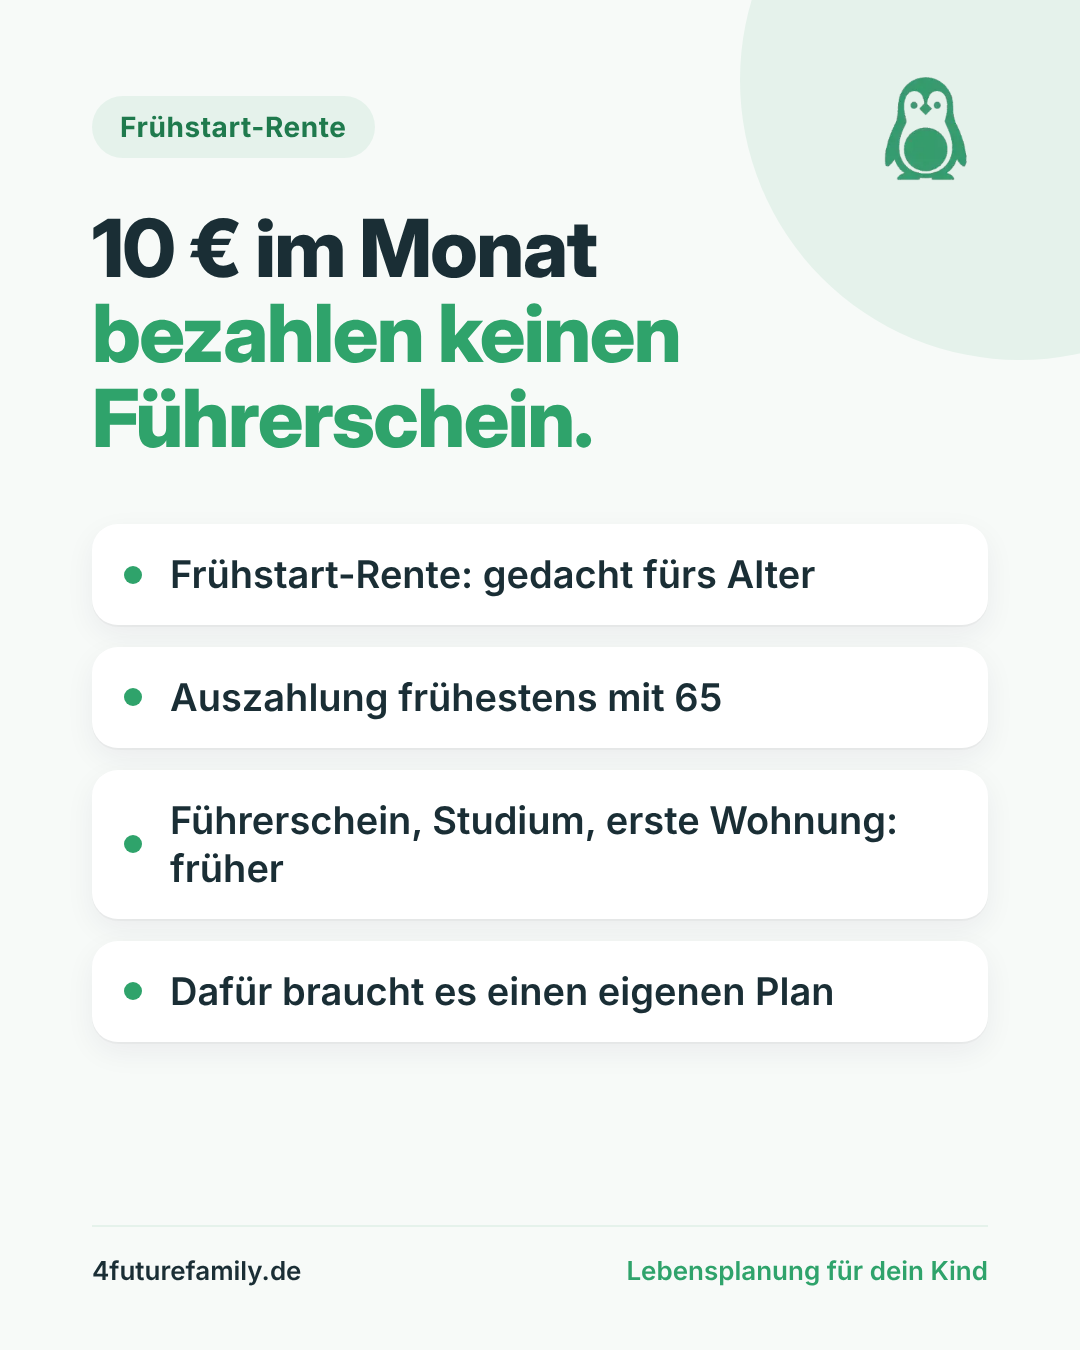 Frühstart-Rente
10 € im Monat
bezahlen keinen
Führerschein.
Frühstart-Rente: gedacht fürs Alter
Auszahlung frühestens mit 65
Führerschein, Studium, erste Wohnung:
früher
Dafür braucht es einen eigenen Plan
4futurefamily.de
Lebensplanung für dein Kind